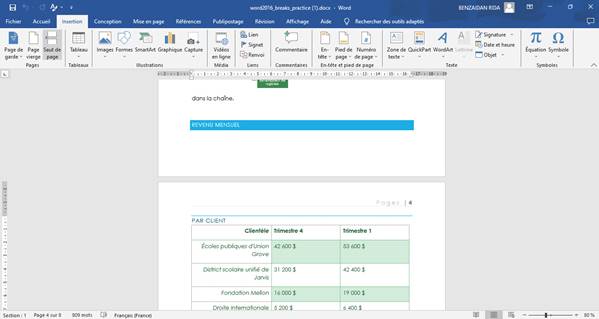 word2016_breaks_practice (1).docx - Word
BENZAIDAN RIDA
Fichier Accueil Insertion Conception Mise en page Références Publipostage Révision Affichage Aide Rechercher des outils adaptés
Page de garde Page vierge Saut de page
Pages
Tableau
Tableaux
Images Formes SmartArt Graphique Capture
Illustrations
Vidéo en ligne
Média
Lien
Signet
Renvoi
Liens
Commentaire
Commentaires
En-tête Pied de page Numéro de page
En-tête et pied de page
Zone de texte QuickPart WordArt Lettrine
Signature
Date et heure
Objet
Texte
Équation Symbole
Symboles
dans la chaîne.
REVENU MENSUEL
Pages | 4
PAR CLIENT
Clientèle Trimestre 4 Trimestre 1
Écoles publiques d'Union Grove 42 600 $ 53 600 $
District scolaire unifié de Jarvis 31 200 $ 42 400 $
Fondation Mellon 16 000 $ 19 000 $
Droite internationale 5 200 $ 6 400 $
Section : 7 Page 4 sur 8 809 mots Français (France) 80 %